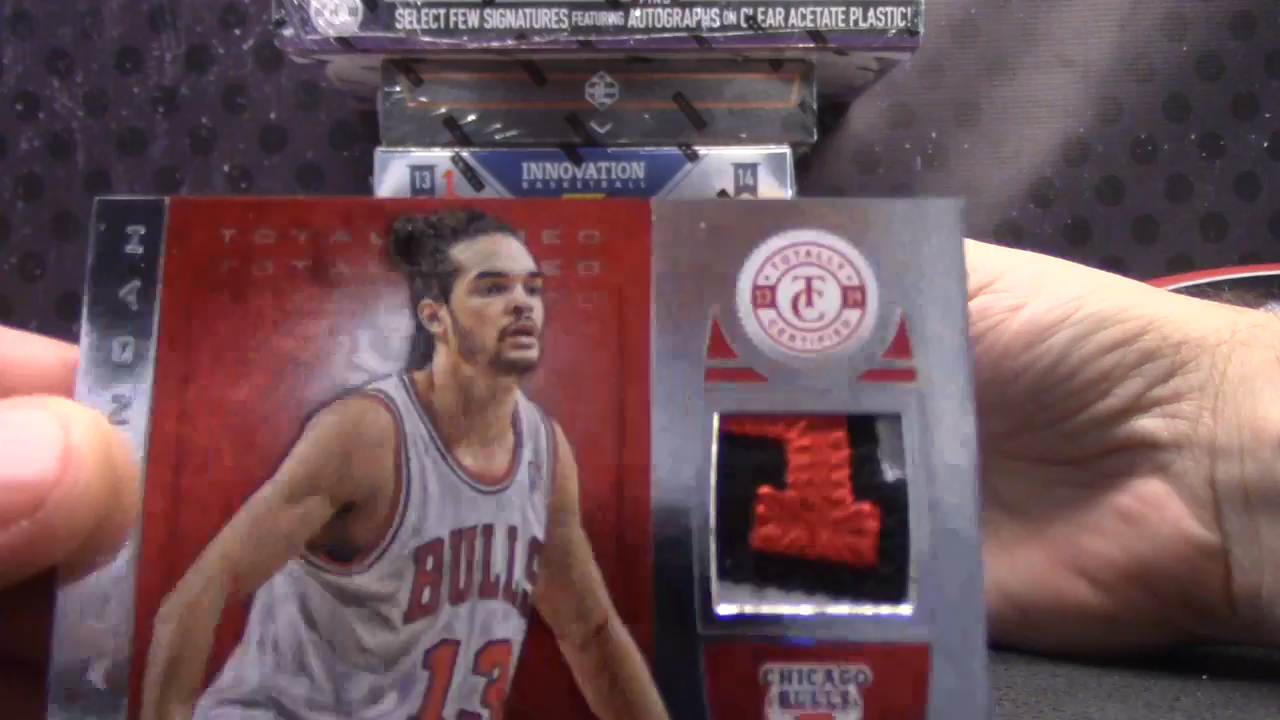 SELECT FEW SIGNATURES FEATURING AUTOGRAPHS ON CLEAR ACETATE PLASTIC!
13 1 INNOVATION 14
BASKETBALL
TOTALLY
13 TC 14
CERTIFIED
BULLS
13
CHICAGO
BULLS